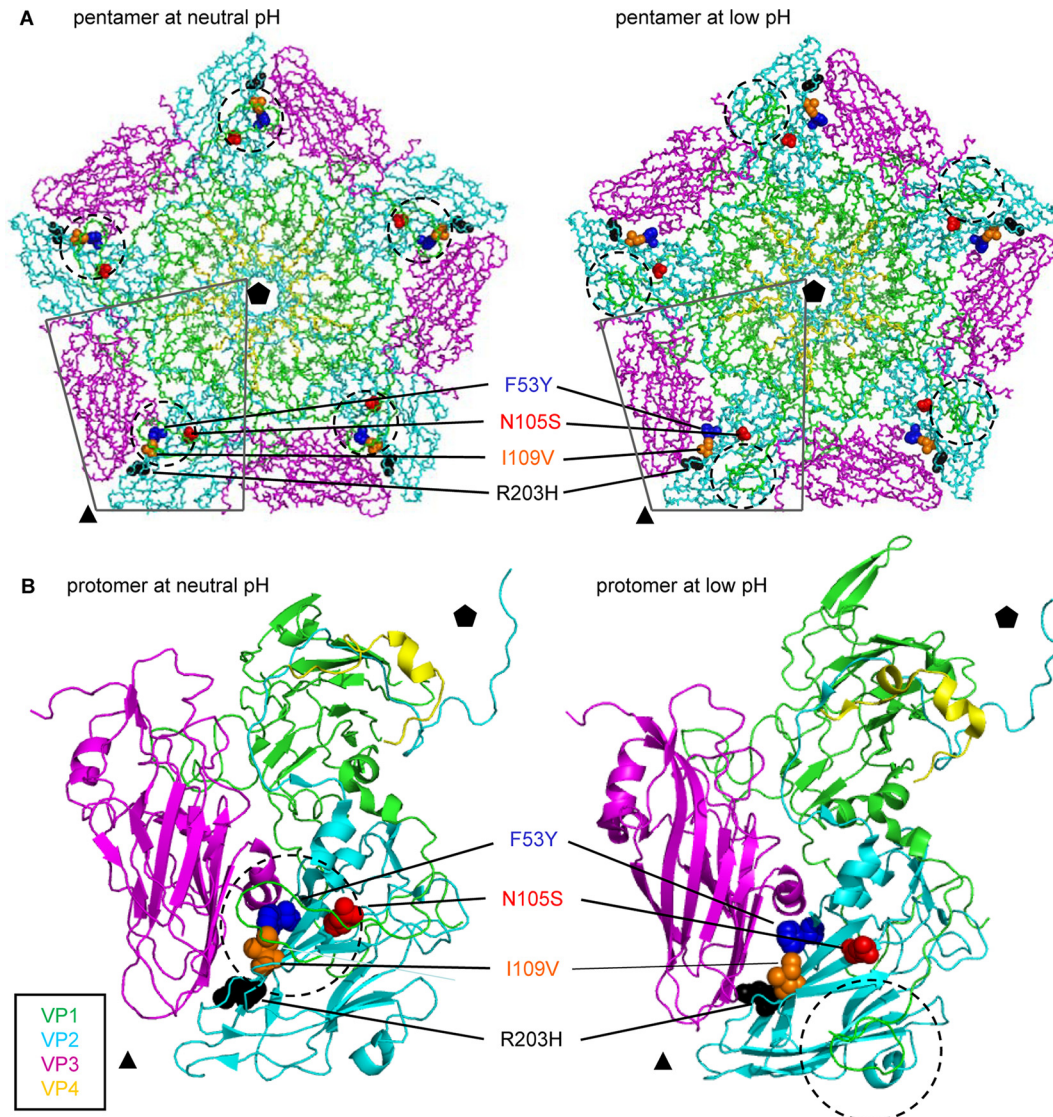 A pentamer at neutral pH pentamer at low pH
F53Y
N105S
I109V
R203H
B protomer at neutral pH protomer at low pH
F53Y
N105S
I109V
R203H
VP1
VP2
VP3
VP4